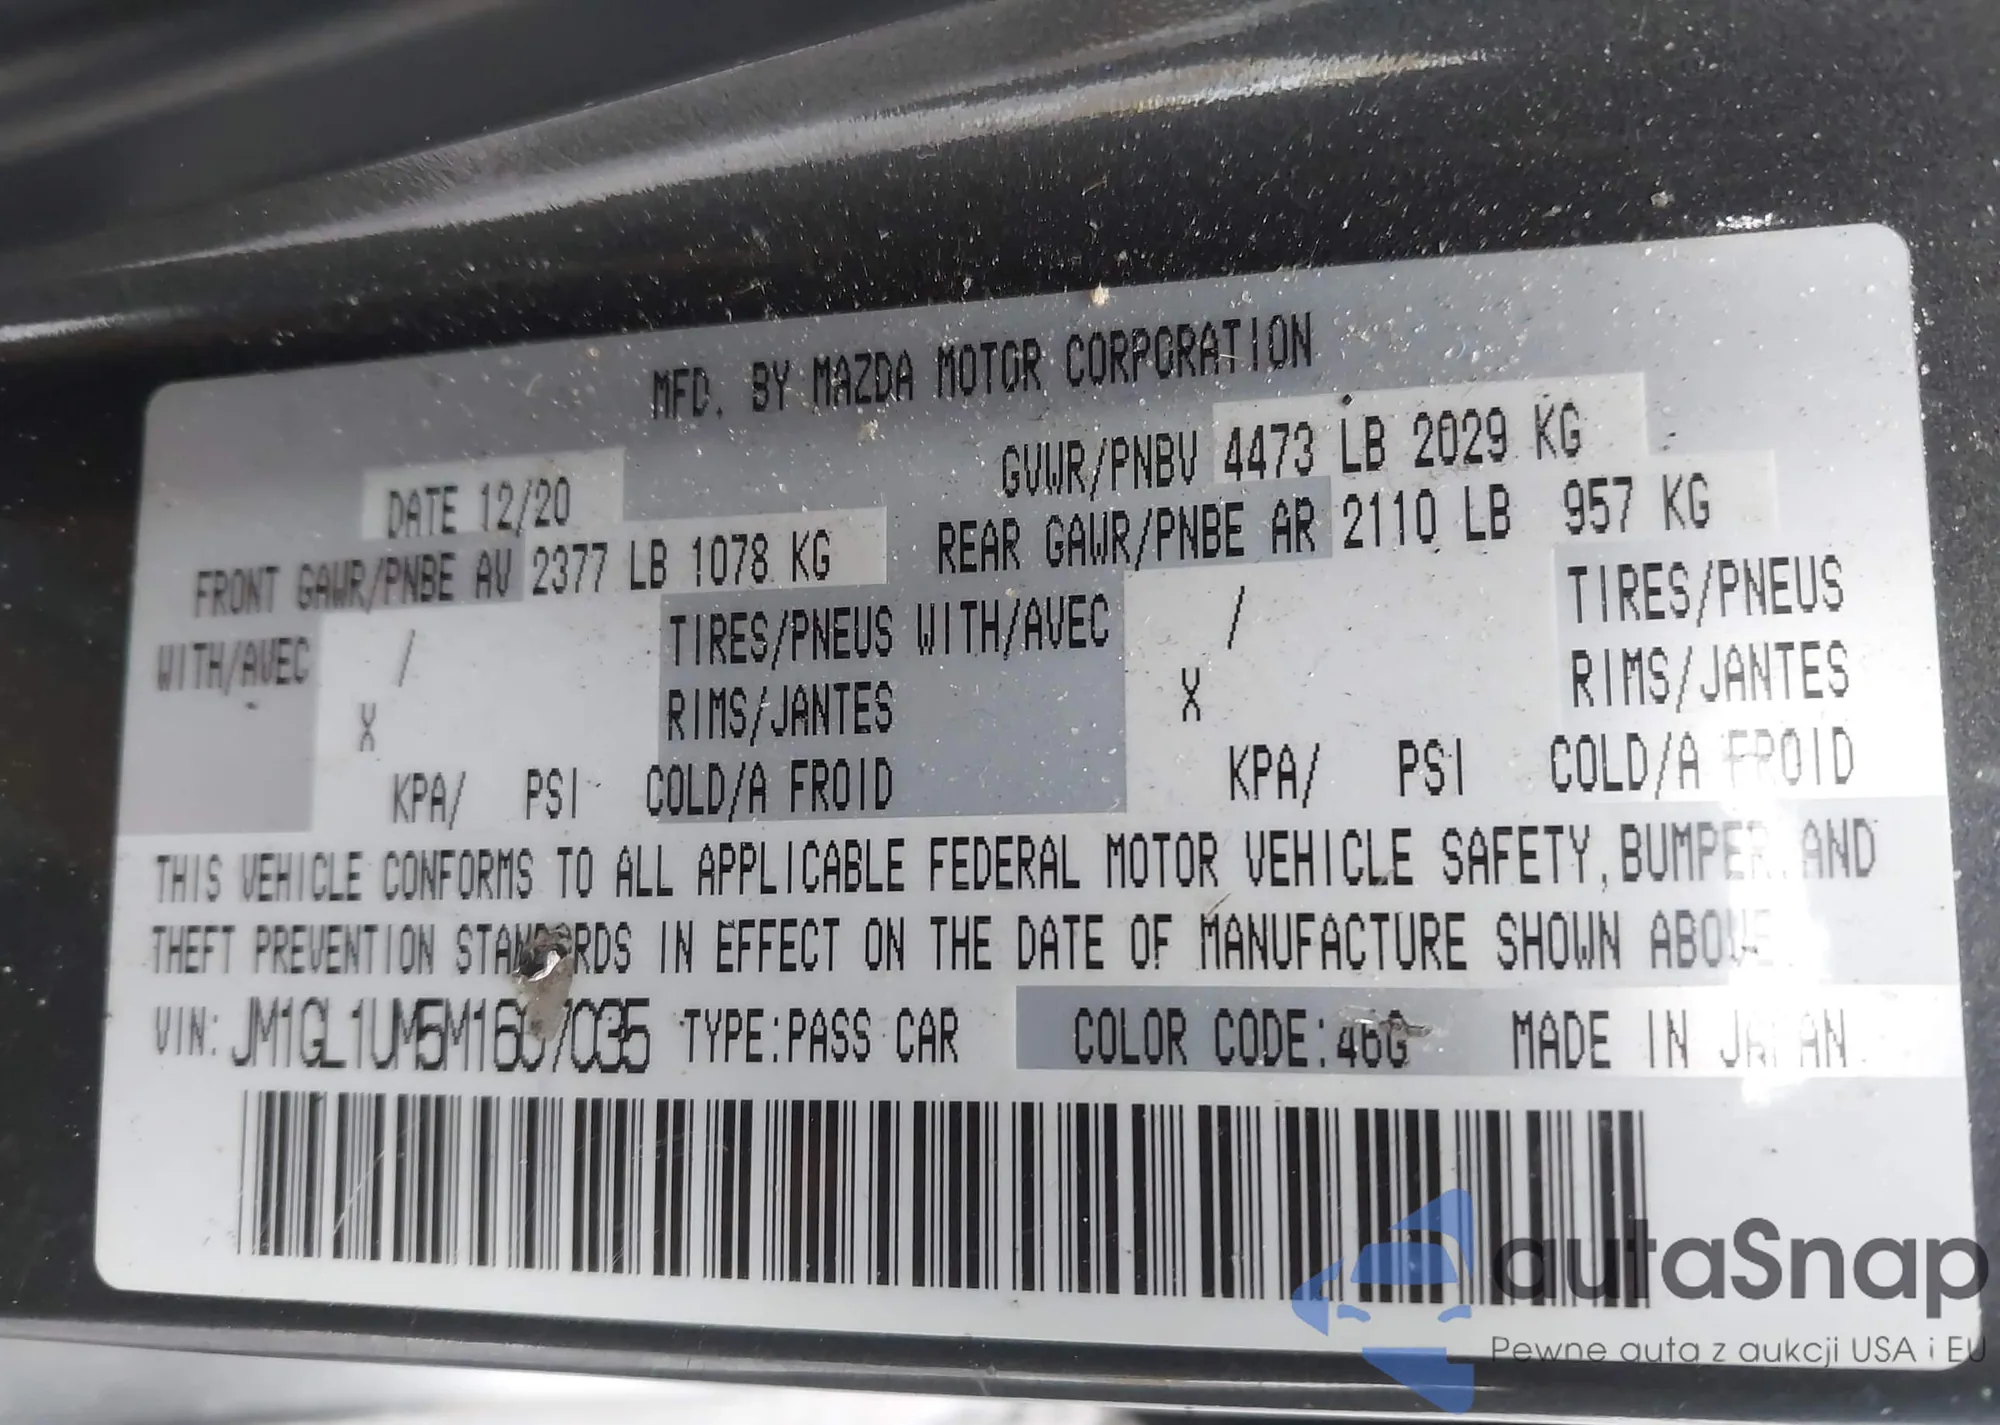 MFD. BY MAZDA MOTOR CORPORATION
DATE 12/20 GVWR/PNBV 4473 LB 2029 KG
FRONT GAWR/PNBE AV 2377 LB 1078 KG REAR GAWR/PNBE AR 2110 LB 957 KG
WITH/AVEC / TIRES/PNEUS WITH/AVEC / TIRES/PNEUS
X RIMS/JANTES X RIMS/JANTES
KPA/ PSI COLD/A FROID KPA/ PSI COLD/A FROID
THIS VEHICLE CONFORMS TO ALL APPLICABLE FEDERAL MOTOR VEHICLE SAFETY, BUMPER, AND
THEFT PREVENTION STANDARDS IN EFFECT ON THE DATE OF MANUFACTURE SHOWN ABOVE.
VIN: JM1GL1UM5M1607035 TYPE: PASS CAR COLOR CODE: 46G MADE IN JAPAN
autaSnap
Pewne auta z aukcji USA i EU